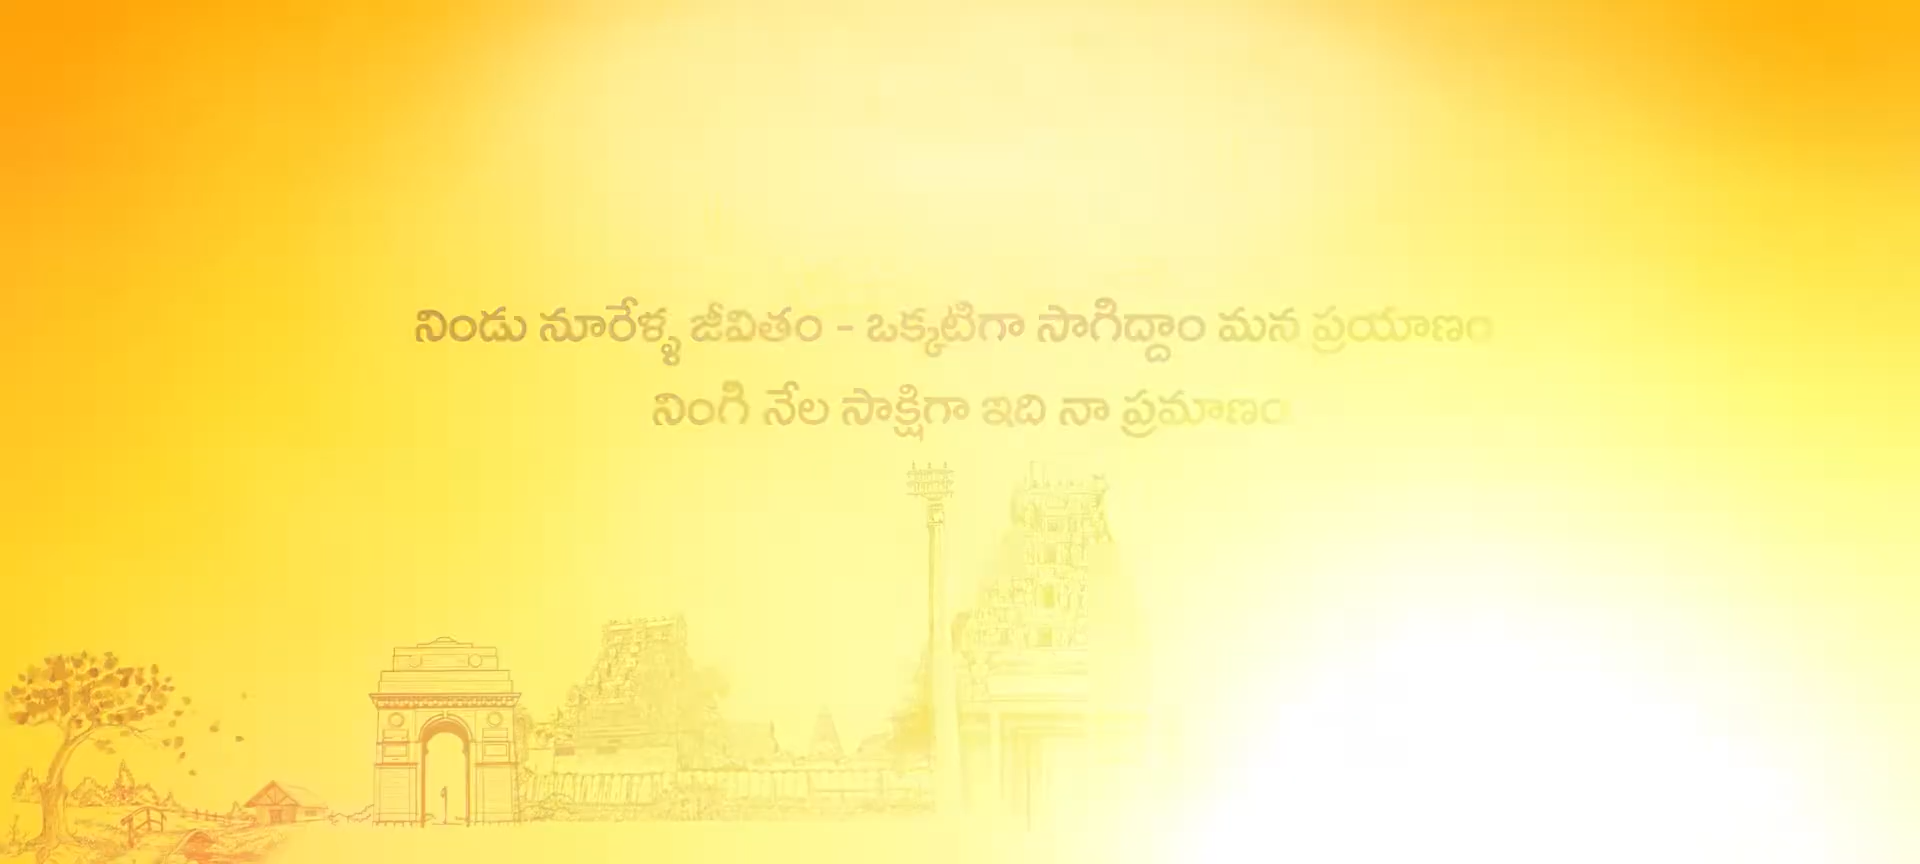 నిండు నూరేళ్ళ జీవితం - ఒక్కటిగా సాగిద్దాం మన ప్రయాణం
నింగి నేల సాక్షిగా ఇది నా ప్రమాణం